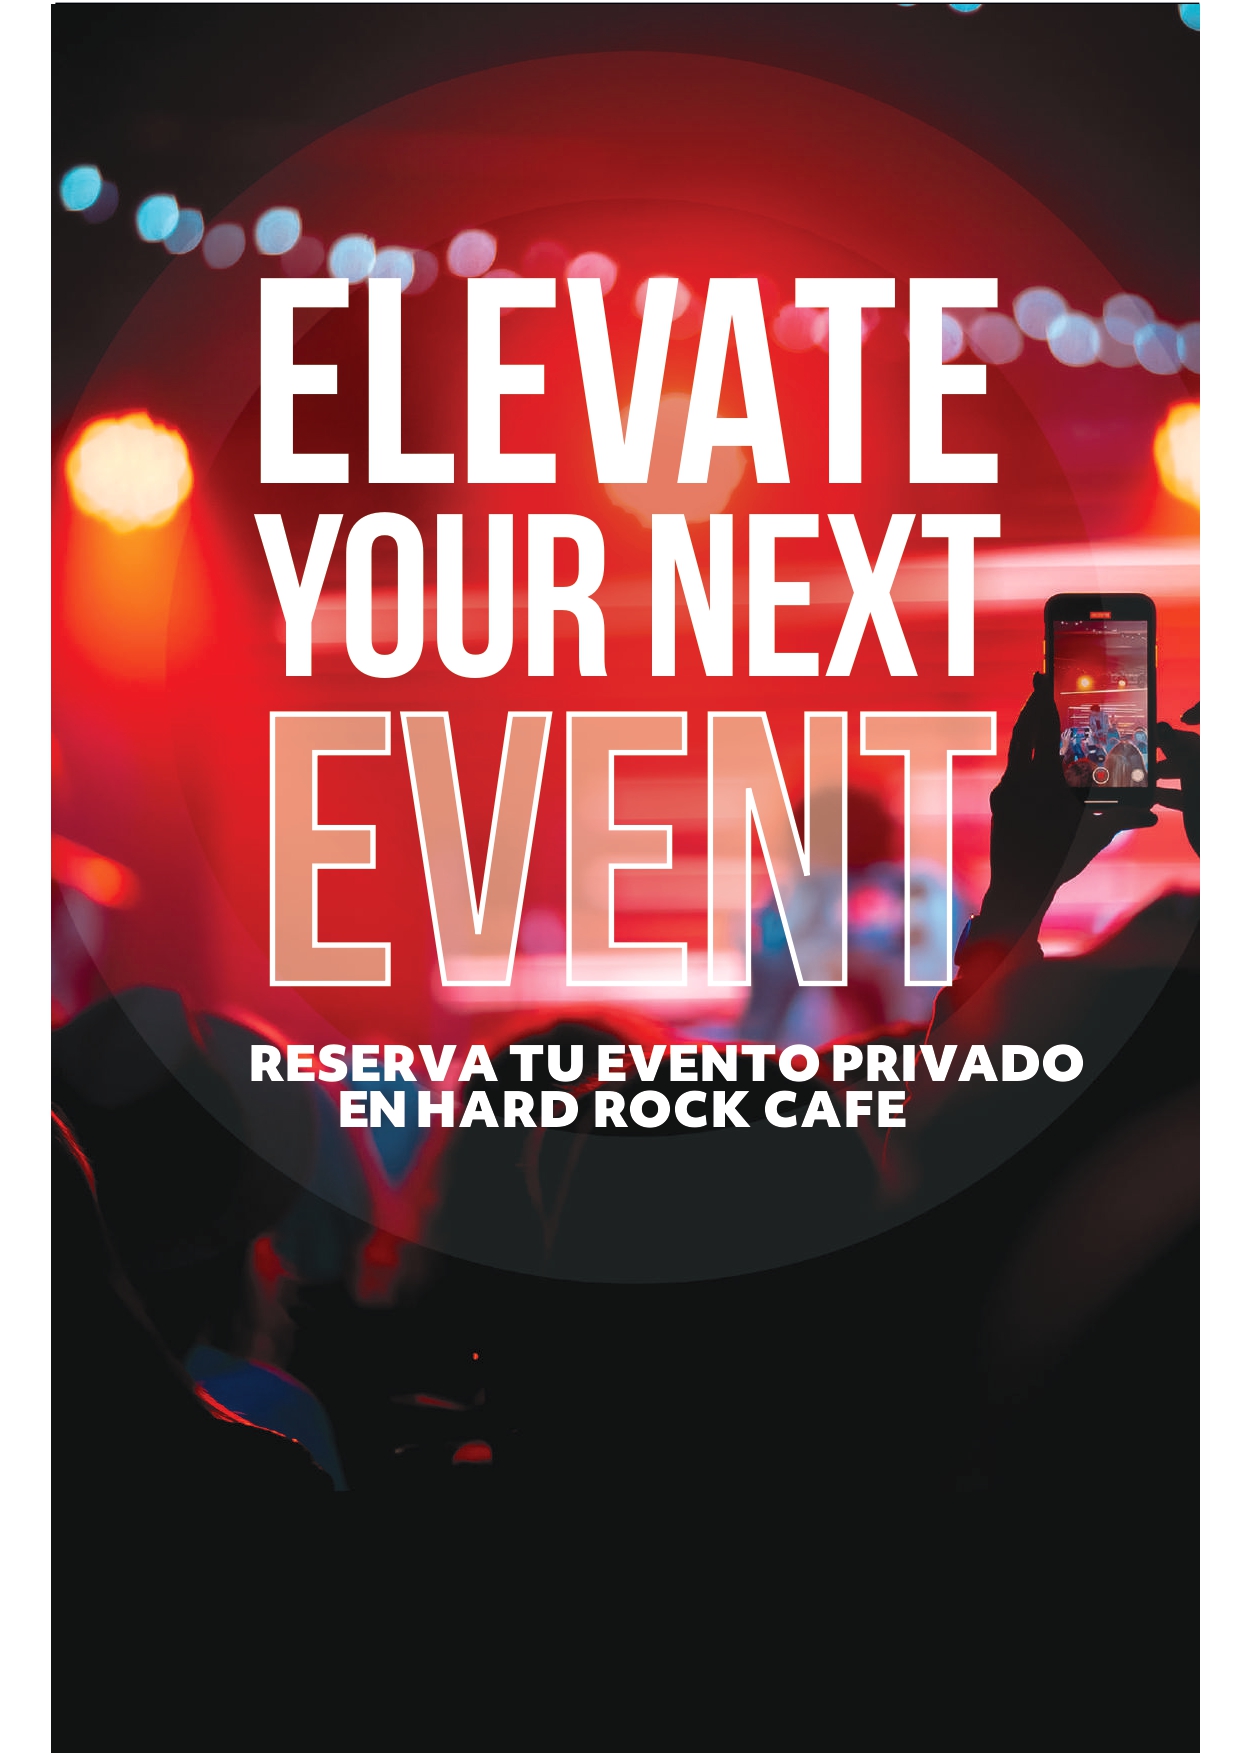 ELEVATE
YOUR NEXT
EVENT
RESERVA TU EVENTO PRIVADO
EN HARD ROCK CAFE